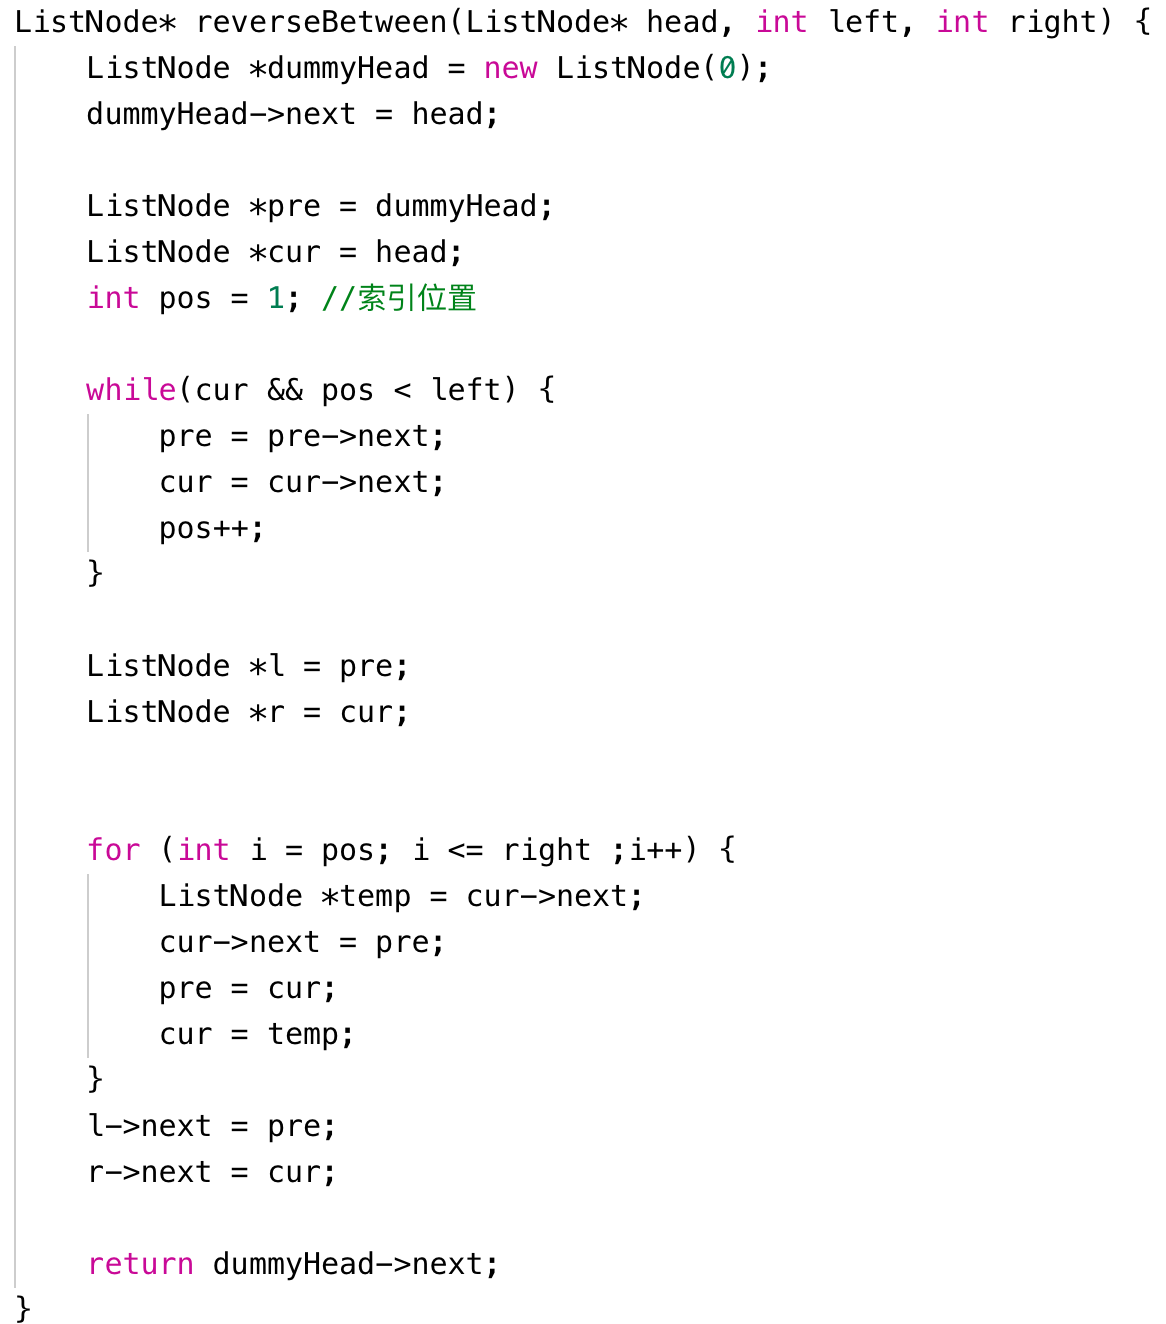 ListNode* reverseBetween(ListNode* head, int left, int right) {
    ListNode *dummyHead = new ListNode(0);
    dummyHead->next = head;

    ListNode *pre = dummyHead;
    ListNode *cur = head;
    int pos = 1; //索引位置

    while(cur && pos < left) {
        pre = pre->next;
        cur = cur->next;
        pos++;
    }

    ListNode *l = pre;
    ListNode *r = cur;


    for (int i = pos; i <= right ;i++) {
        ListNode *temp = cur->next;
        cur->next = pre;
        pre = cur;
        cur = temp;
    }
    l->next = pre;
    r->next = cur;

    return dummyHead->next;
}